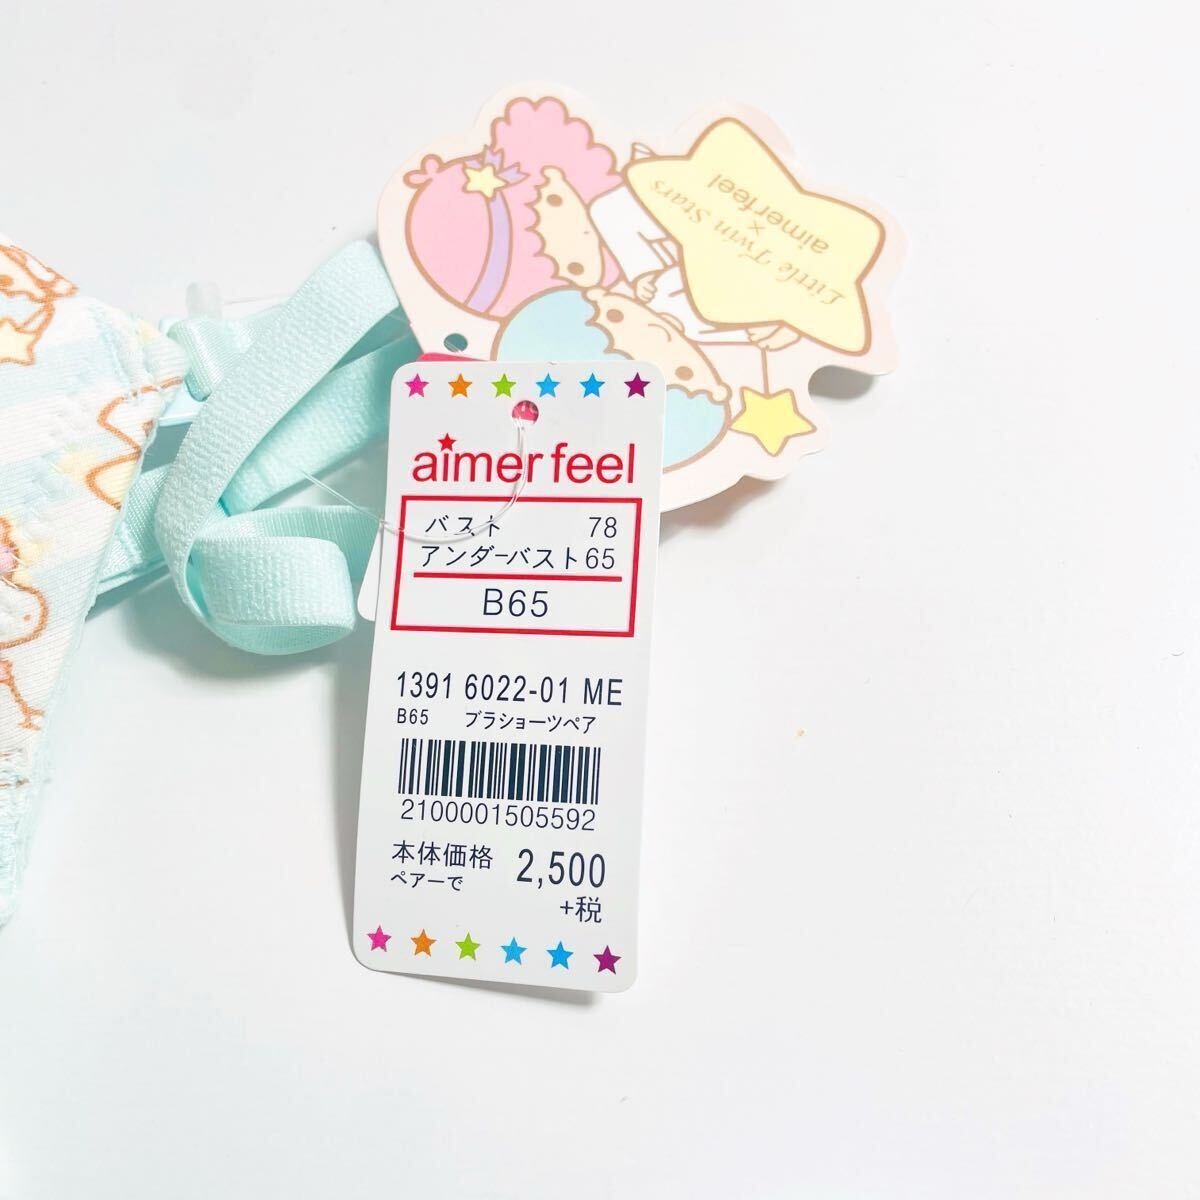 Little Twin Stars
×
aimerfeel
aimer feel
バスト 78
アンダーバスト 65
B65
1391 6022-01 ME
B65 ブラショーツペア
2100001505592
本体価格 2,500
ペアーで
+税